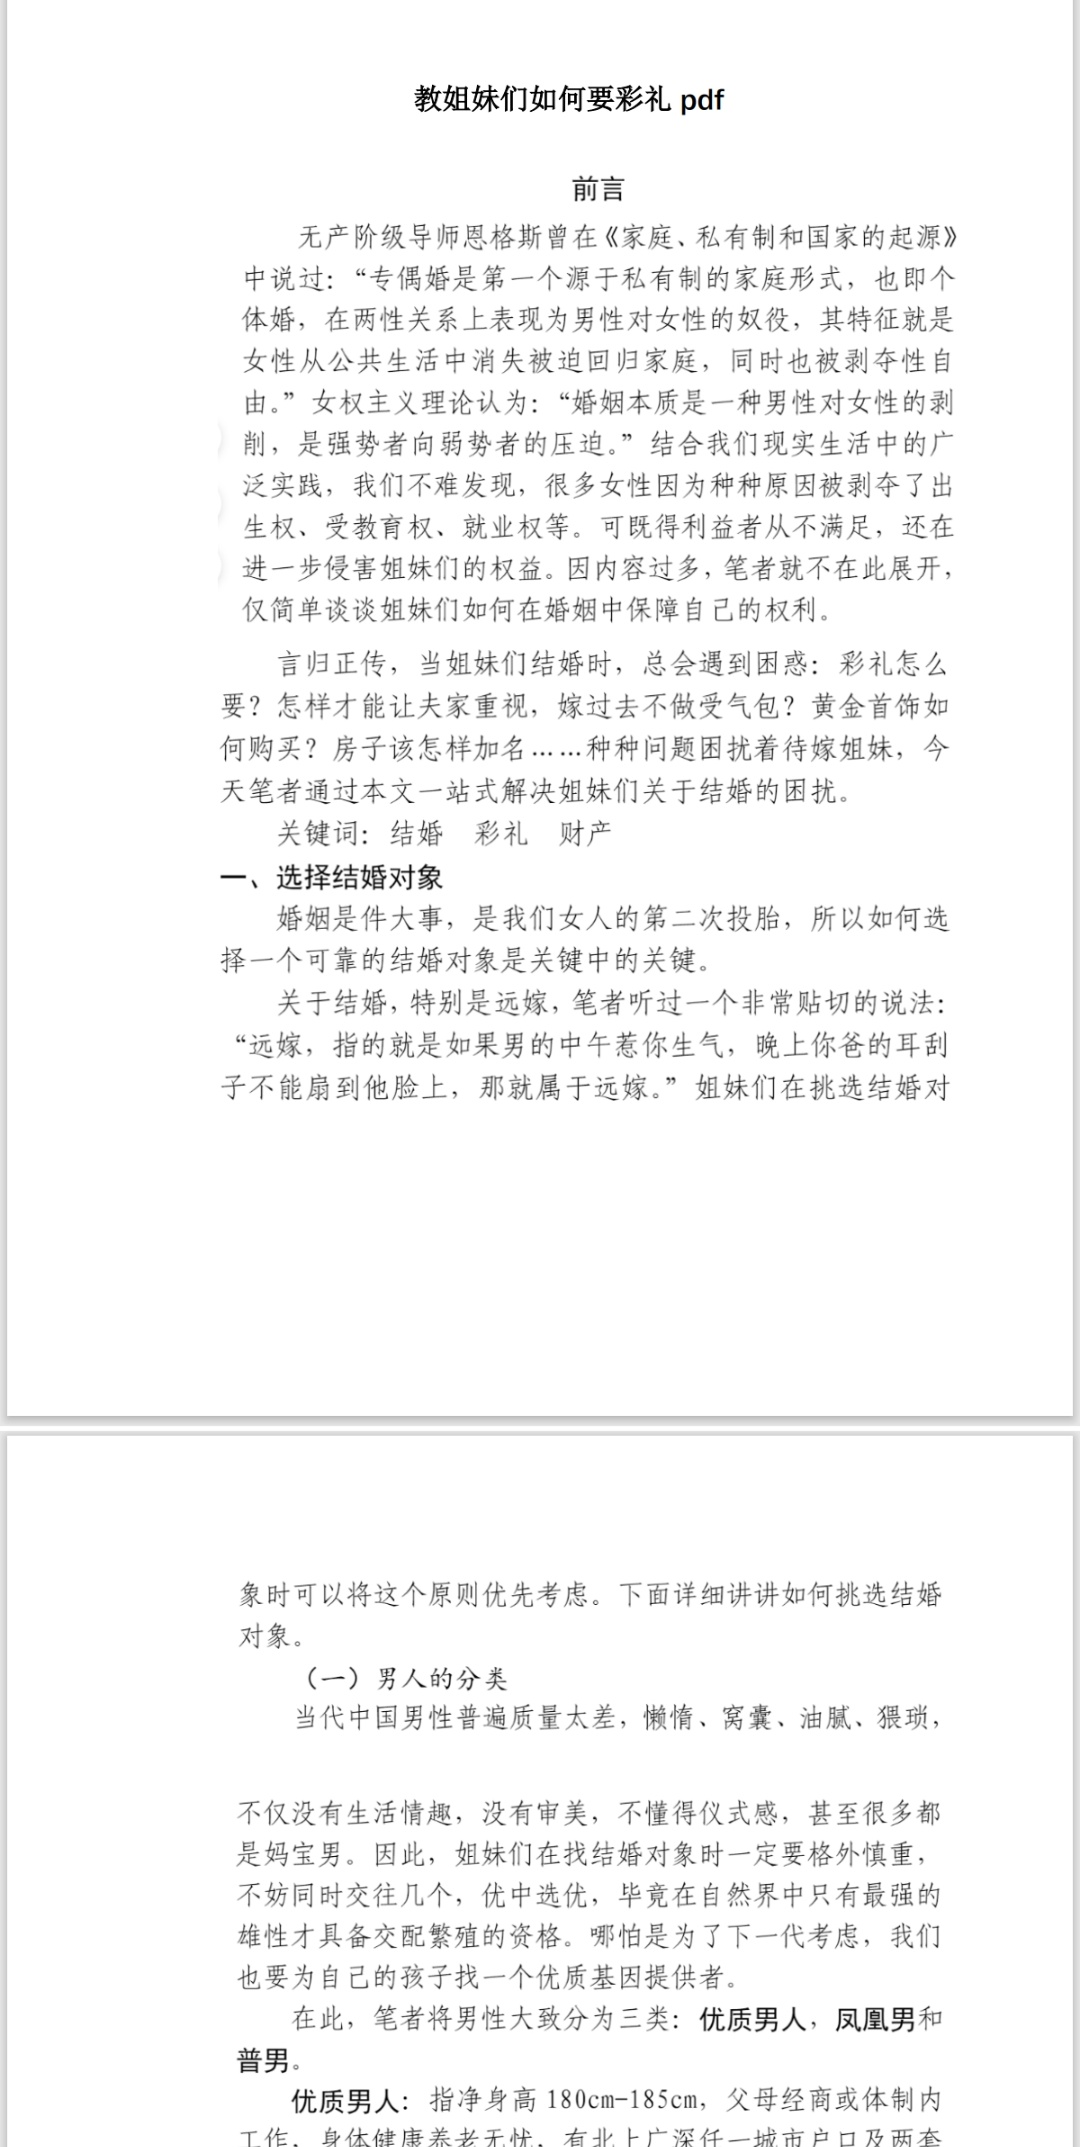 教姐妹们如何要彩礼 pdf
前言
无产阶级导师恩格斯曾在《家庭、私有制和国家的起源》
中说过：“专偶婚是第一个源于私有制的家庭形式，也即个
体婚，在两性关系上表现为男性对女性的奴役，其特征就是
女性从公共生活中消失被迫回归家庭，同时也被剥夺性自
由。”女权主义理论认为：“婚姻本质是一种男性对女性的剥
削，是强势者向弱势者的压迫。”结合我们现实生活中的广
泛实践，我们不难发现，很多女性因为种种原因被剥夺了出
生权、受教育权、就业权等。可既得利益者从不满足，还在
进一步侵害姐妹们的权益。因内容过多，笔者就不在此展开，
仅简单谈谈姐妹们如何在婚姻中保障自己的权利。
言归正传，当姐妹们结婚时，总会遇到困惑：彩礼怎么
要？怎样才能让夫家重视，嫁过去不做受气包？黄金首饰如
何购买？房子该怎样加名……种种问题困扰着待嫁姐妹，今
天笔者通过本文一站式解决姐妹们关于结婚的困扰。
关键词：结婚 彩礼 财产
一、选择结婚对象
婚姻是件大事，是我们女人的第二次投胎，所以如何选
择一个可靠的结婚对象是关键中的关键。
关于结婚，特别是远嫁，笔者听过一个非常贴切的说法：
“远嫁，指的就是如果男的中午惹你生气，晚上你爸的耳刮
子不能扇到他脸上，那就属于远嫁。”姐妹们在挑选结婚对
象时可以将这个原则优先考虑。下面详细讲讲如何挑选结婚
对象。
（一）男人的分类
当代中国男性普遍质量太差，懒惰、窝囊、油腻、猥琐，
不仅没有生活情趣，没有审美，不懂得仪式感，甚至很多都
是妈宝男。因此，姐妹们在找结婚对象时一定要格外慎重，
不妨同时交往几个，优中选优，毕竟在自然界中只有最强的
雄性才具备交配繁殖的资格。哪怕是为了下一代考虑，我们
也要为自己的孩子找一个优质基因提供者。
在此，笔者将男性大致分为三类：优质男人，凤凰男和
普男。
优质男人：指净身高 180cm-185cm，父母经商或体制内
工作，身体健康养老无忧，有北上广深任一城市户口及两套